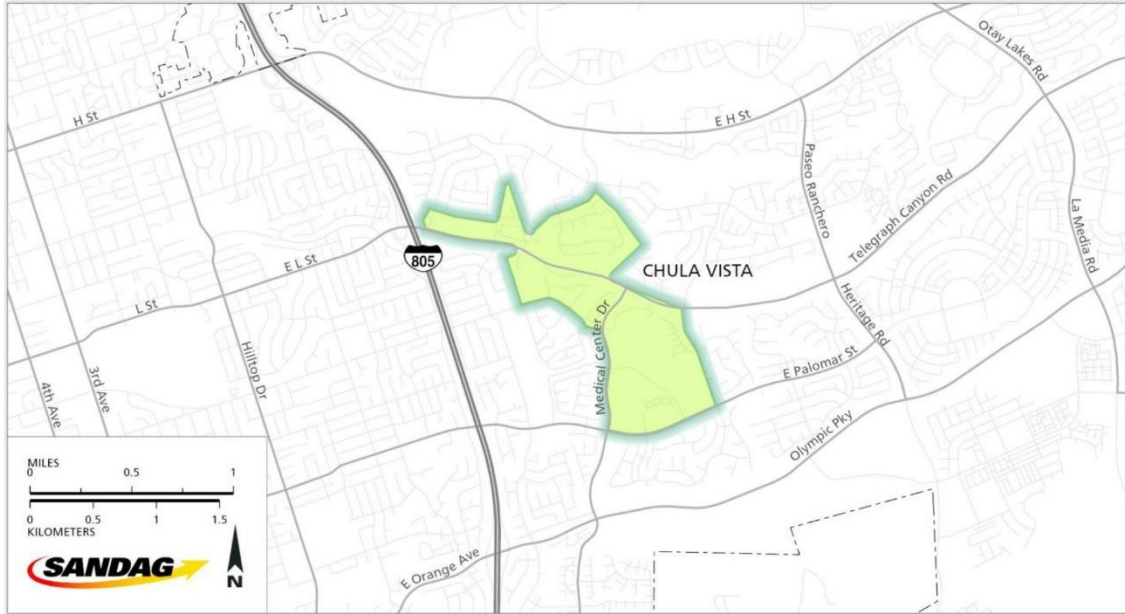 Otay Lakes Rd
H St
E H St
Paseo Ranchero
Telegraph Canyon Rd
La Media Rd
805
CHULA VISTA
E L St
L St
Heritage Rd
Medical Center Dr
Hilltop Dr
E Palomar St
3rd Ave
4th Ave
Olympic Pky
MILES
0 0.5 1
0 0.5 1 1.5
KILOMETERS
SANDAG
N
E Orange Ave